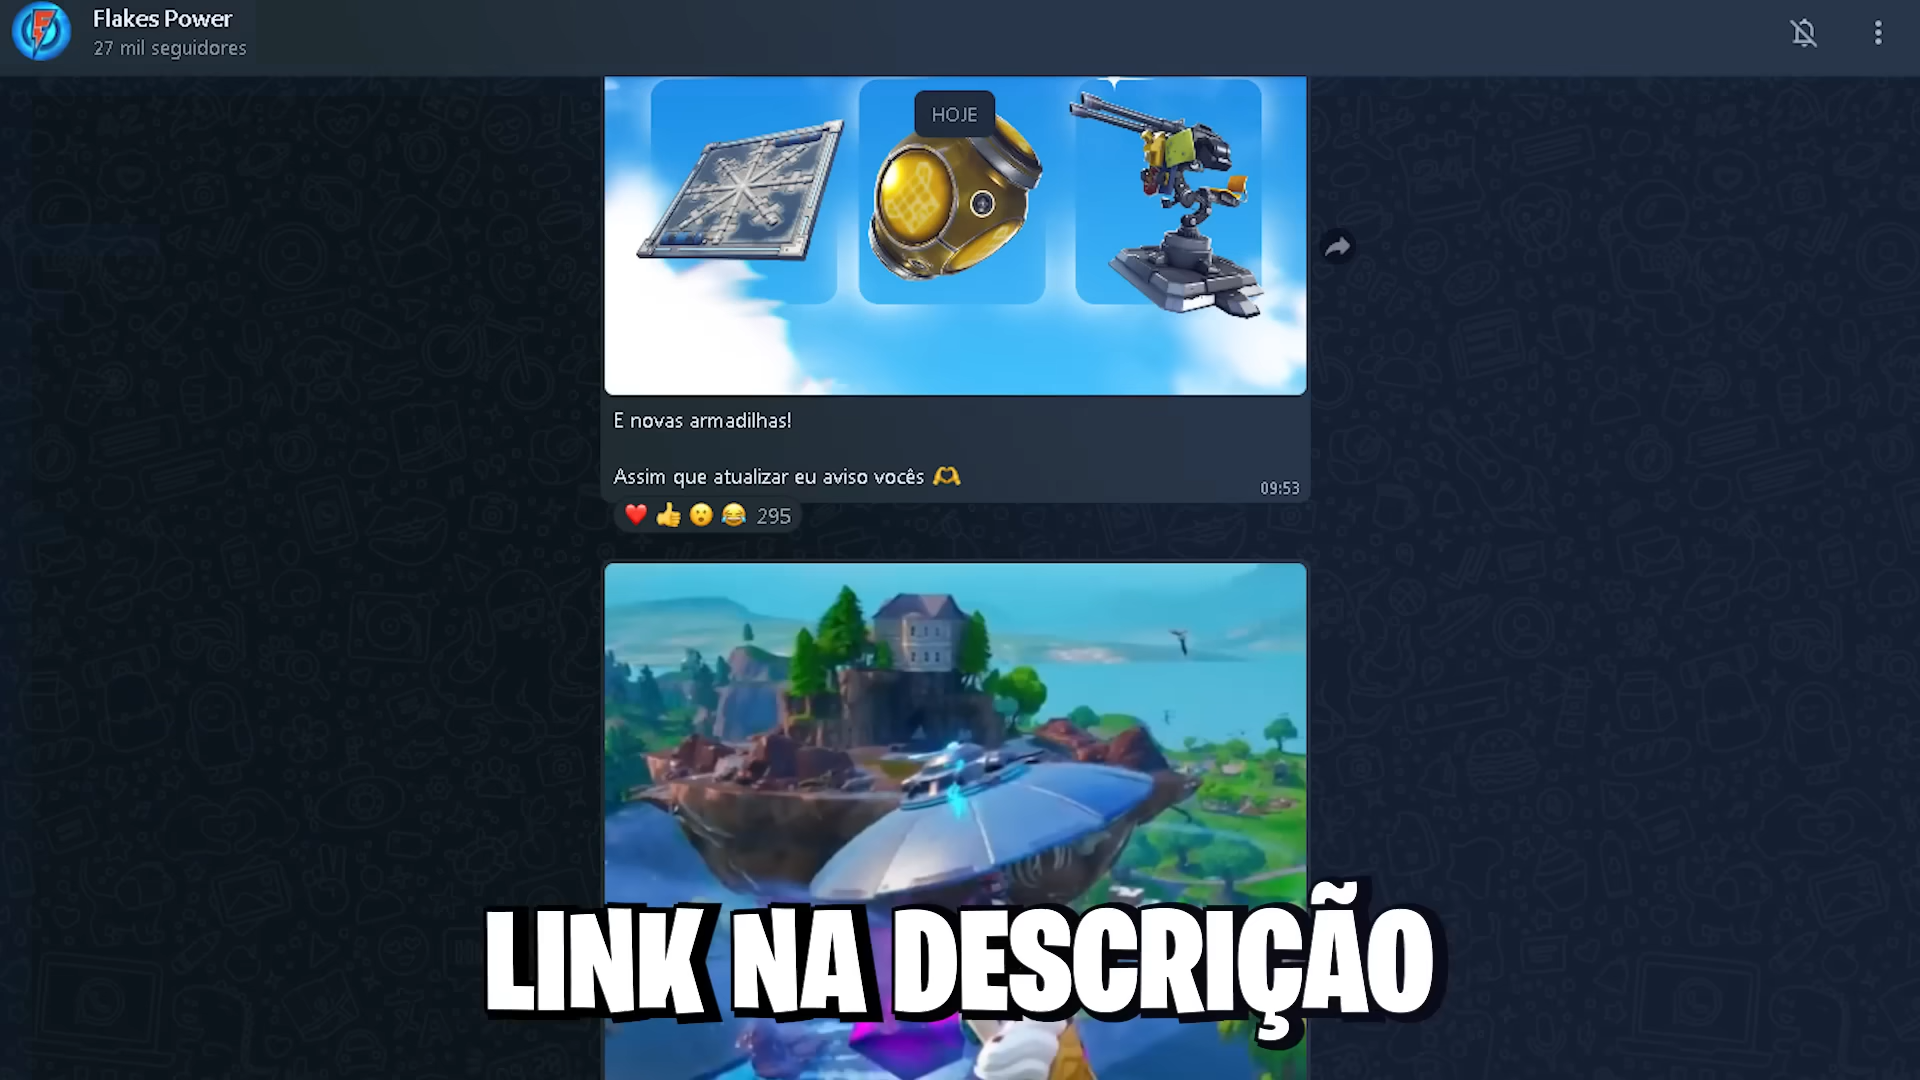 Flakes Power
27 mil seguidores
HOJE
E novas armadilhas!
Assim que atualizar eu aviso vocês 🫶
09:53
❤️👍😮😂 295
LINK NA DESCRIÇÃO